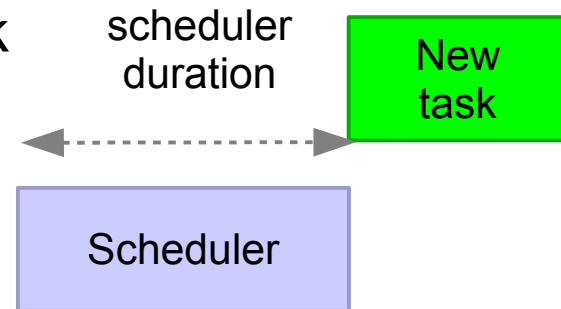 k
scheduler
duration
New
task
Scheduler